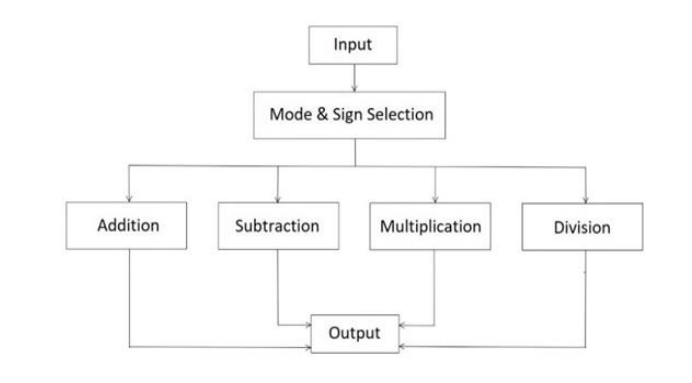 Input
Mode & Sign Selection
Addition
Subtraction
Multiplication
Division
Output